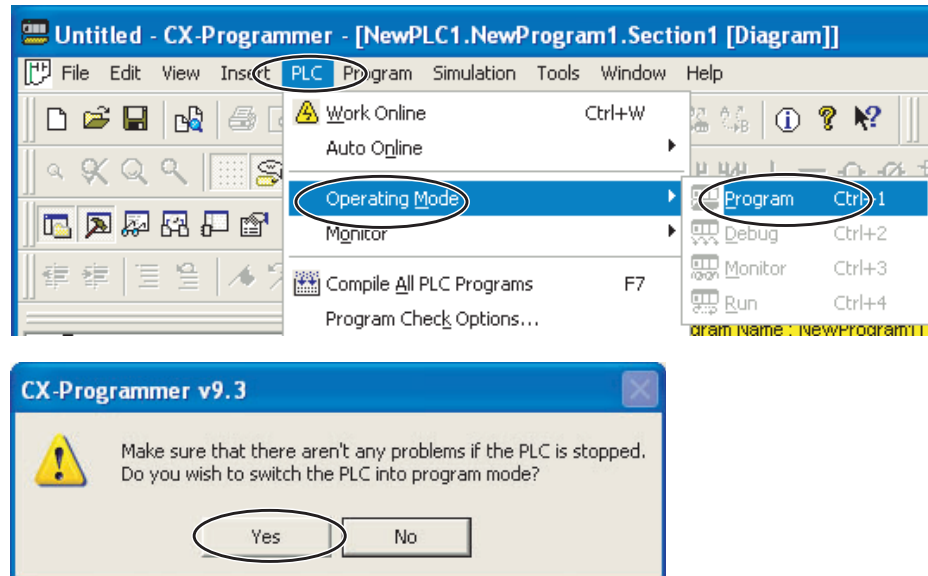 Untitled - CX-Programmer - [NewPLC1.NewProgram1.Section1 [Diagram]]
File Edit View Insert PLC Program Simulation Tools Window Help
Work Online Ctrl+W
Auto Online
Operating Mode
Program Ctrl+1
Monitor
Debug Ctrl+2
Monitor Ctrl+3
Compile All PLC Programs F7
Run Ctrl+4
Program Check Options...
gram Name : NewProgram1]
CX-Programmer v9.3
Make sure that there aren't any problems if the PLC is stopped.
Do you wish to switch the PLC into program mode?
Yes No